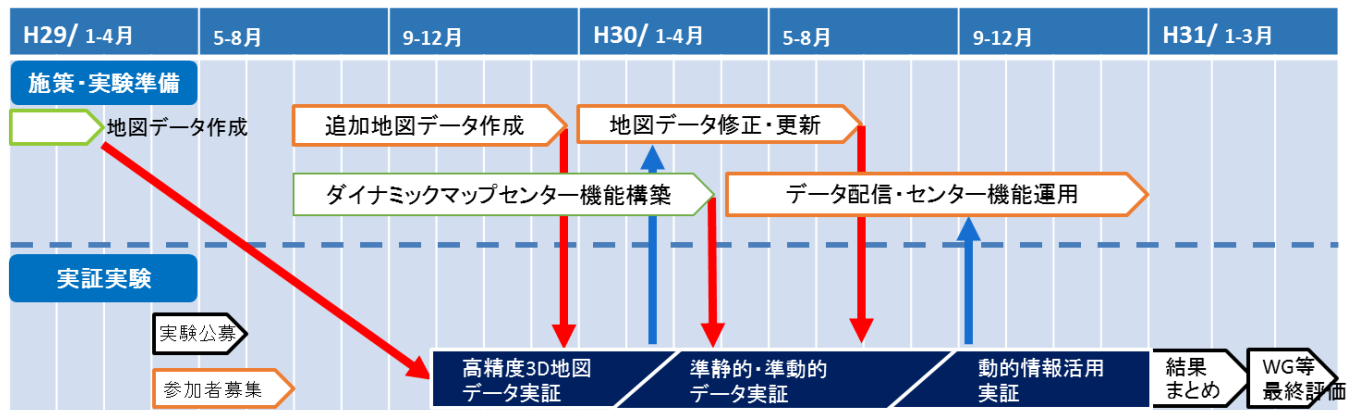 H29/ 1-4月
5-8月
9-12月
H30/ 1-4月
5-8月
9-12月
H31/ 1-3月
施策・実験準備
地図データ作成
追加地図データ作成
地図データ修正・更新
ダイナミックマップセンター機能構築
データ配信・センター機能運用
実証実験
実験公募
参加者募集
高精度3D地図
データ実証
準静的・準動的
データ実証
動的情報活用
実証
結果
まとめ
WG等
最終評価